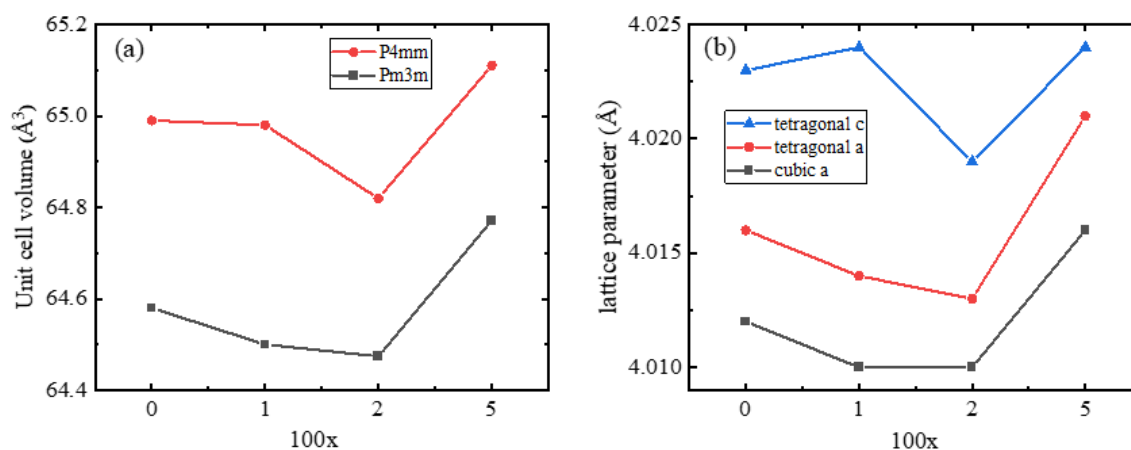 (a)
P4mm
Pm3m
Unit cell volume (Å³)
65.2
65.0
64.8
64.6
64.4
0 1 2 5
100x
(b)
tetragonal c
tetragonal a
cubic a
lattice parameter (Å)
4.025
4.020
4.015
4.010
0 1 2 5
100x